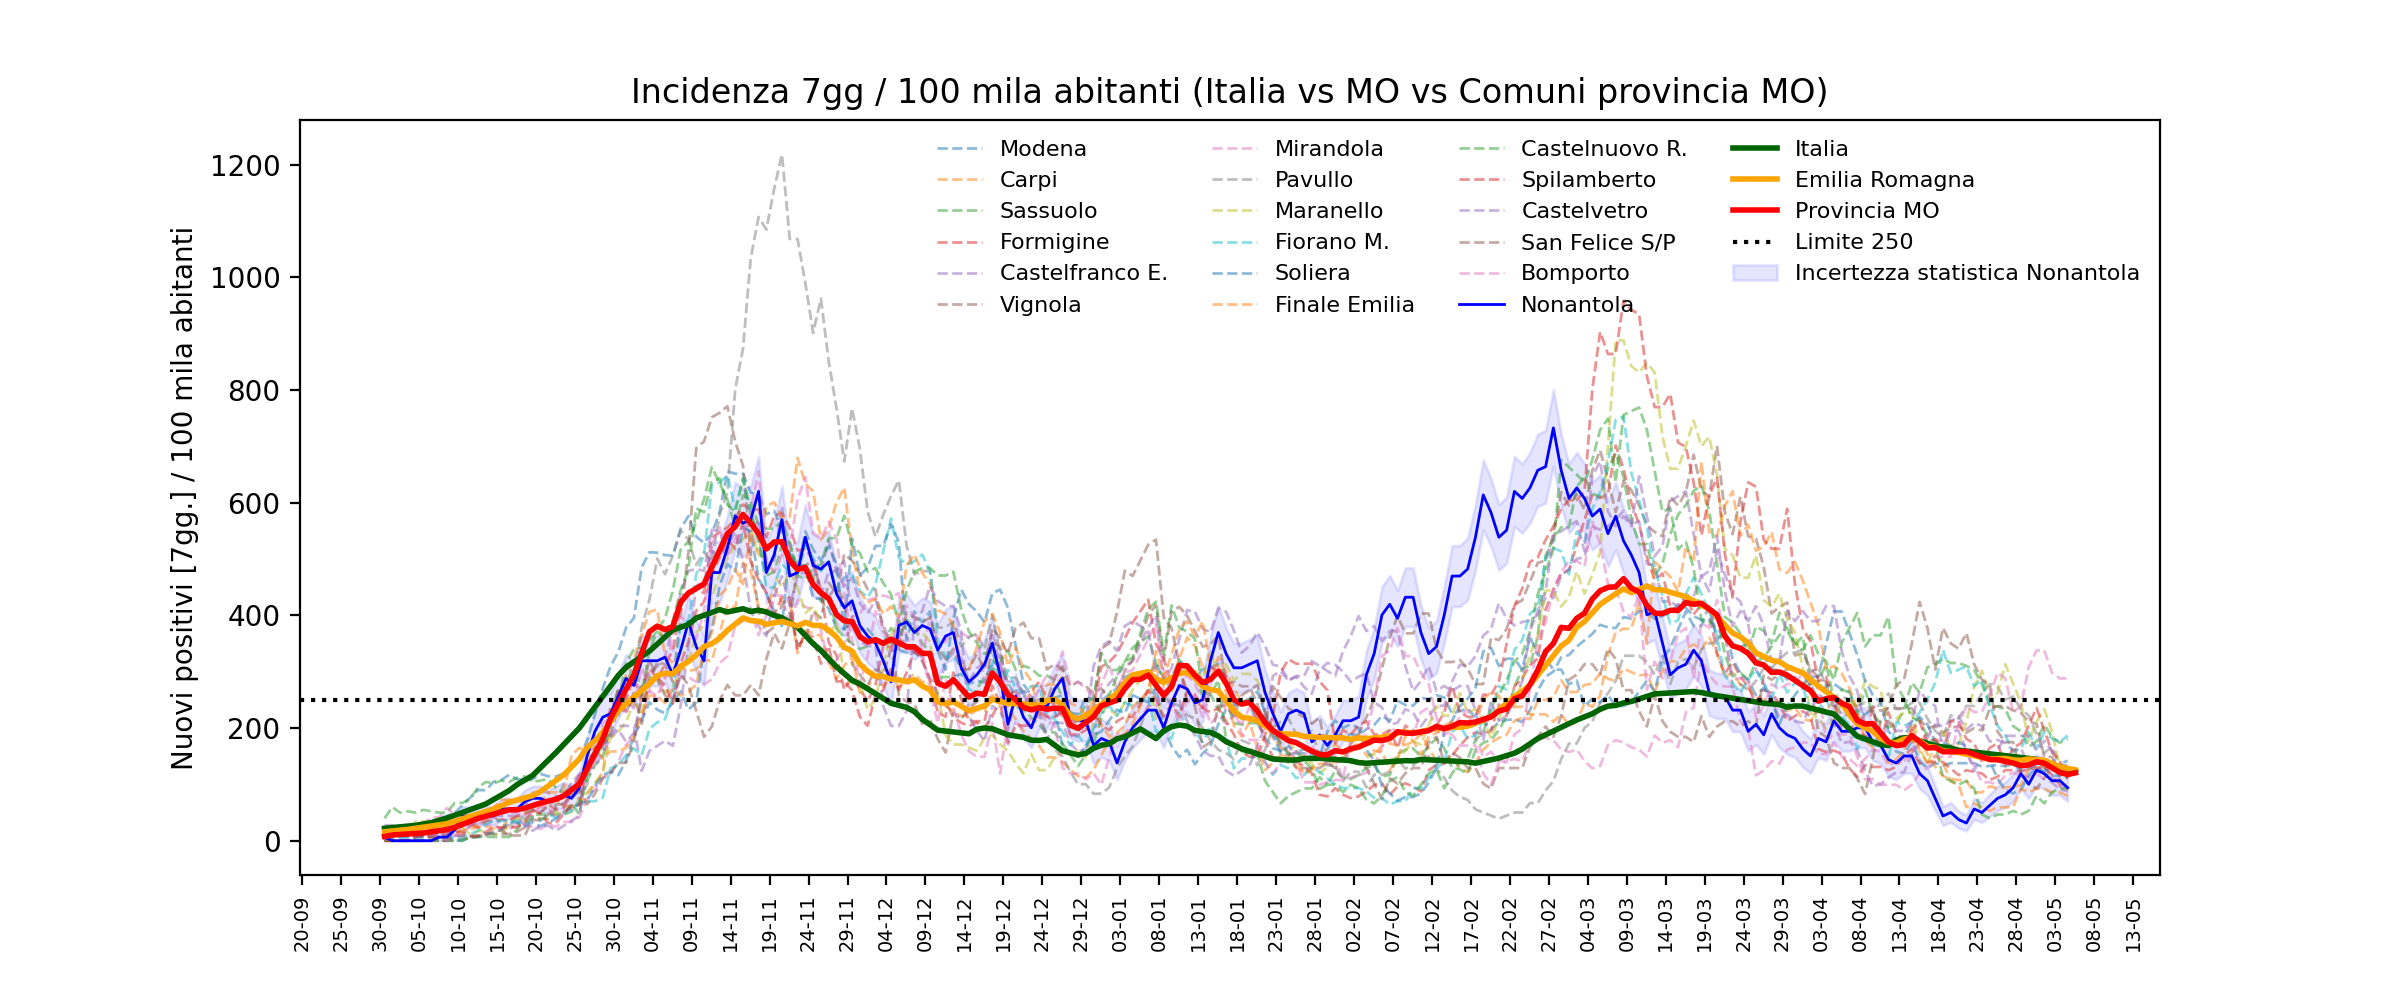 Incidenza 7gg / 100 mila abitanti (Italia vs MO vs Comuni provincia MO)
Nuovi positivi [7gg.] / 100 mila abitanti
1200
1000
800
600
400
200
0
Modena
Carpi
Sassuolo
Formigine
Castelfranco E.
Vignola
Mirandola
Pavullo
Maranello
Fiorano M.
Soliera
Finale Emilia
Castelnuovo R.
Spilamberto
Castelvetro
San Felice S/P
Bomporto
Nonantola
Italia
Emilia Romagna
Provincia MO
Limite 250
Incertezza statistica Nonantola
20-09
25-09
30-09
05-10
10-10
15-10
20-10
25-10
30-10
04-11
09-11
14-11
19-11
24-11
29-11
04-12
09-12
14-12
19-12
24-12
29-12
03-01
08-01
13-01
18-01
23-01
28-01
02-02
07-02
12-02
17-02
22-02
27-02
04-03
09-03
14-03
19-03
24-03
29-03
03-04
08-04
13-04
18-04
23-04
28-04
03-05
08-05
13-05